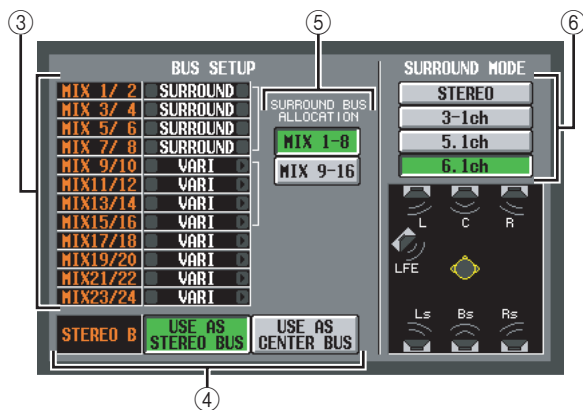 ③
⑤
⑥
BUS SETUP
MIX 1/ 2 SURROUND
MIX 3/ 4 SURROUND
MIX 5/ 6 SURROUND
MIX 7/ 8 SURROUND
MIX 9/10 VARI
MIX11/12 VARI
MIX13/14 VARI
MIX15/16 VARI
MIX17/18 VARI
MIX19/20 VARI
MIX21/22 VARI
MIX23/24 VARI
STEREO B
USE AS
STEREO BUS
USE AS
CENTER BUS
SURROUND BUS
ALLOCATION
MIX 1-8
MIX 9-16
SURROUND MODE
STEREO
3-1ch
5.1ch
6.1ch
L C R
LFE
Ls Bs Rs
④